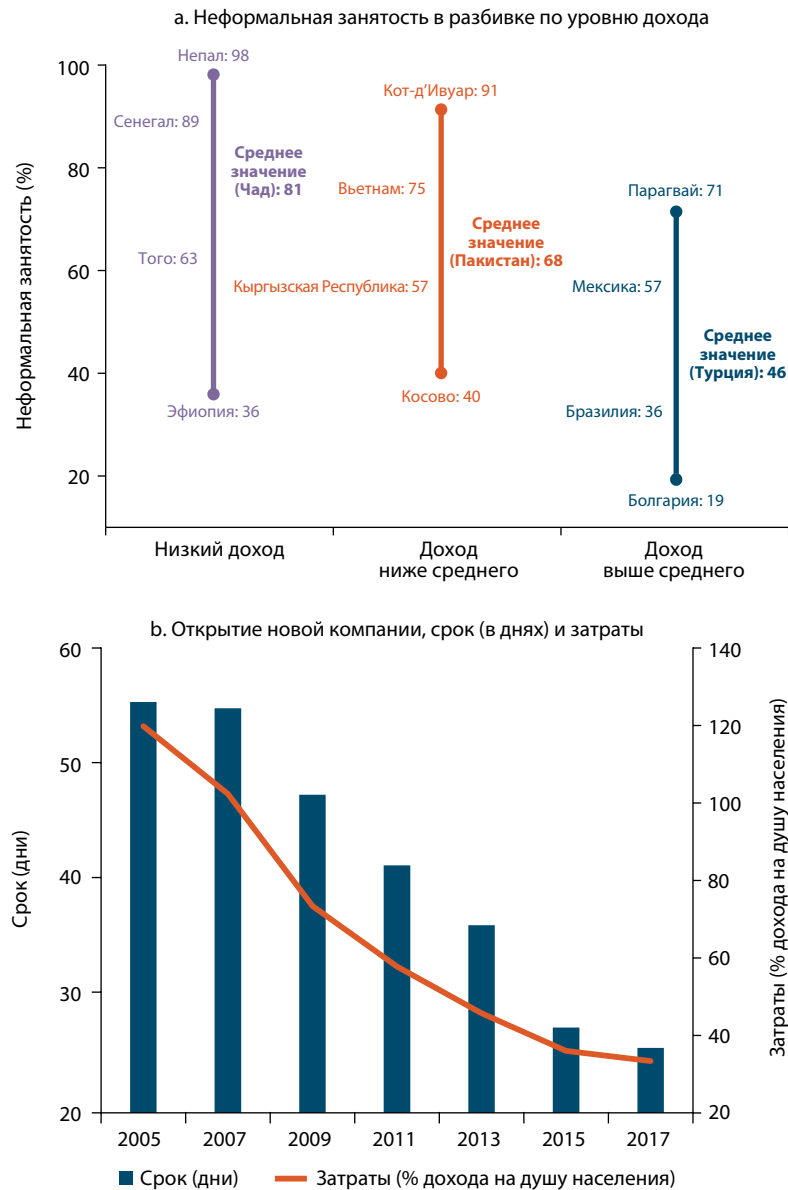 a. Неформальная занятость в разбивке по уровню дохода
Неформальная занятость (%)
100
80
60
40
20
Непал: 98
Сенегал: 89
Среднее
значение
(Чад): 81
Того: 63
Эфиопия: 36
Кот-д’Ивуар: 91
Вьетнам: 75
Среднее
значение
(Пакистан): 68
Кыргызская Республика: 57
Косово: 40
Парагвай: 71
Мексика: 57
Среднее
значение
(Турция): 46
Бразилия: 36
Болгария: 19
Низкий доход
Доход
ниже среднего
Доход
выше среднего
b. Открытие новой компании, срок (в днях) и затраты
Срок (дни)
60
50
40
30
20
140
120
100
80
60
40
20
Затраты (% дохода на душу населения)
2005 2007 2009 2011 2013 2015 2017
Срок (дни) Затраты (% дохода на душу населения)